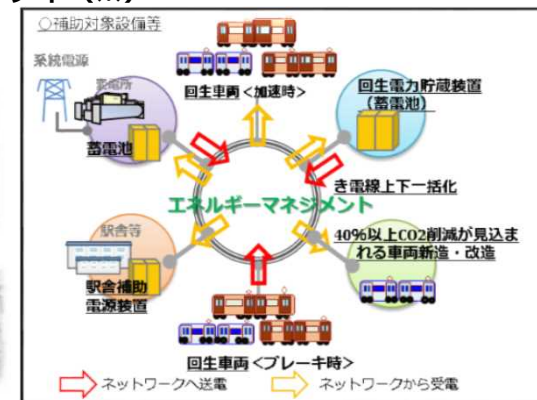 ○補助対象設備等
系統電源
変電所
蓄電池
回生車両<加速時>
回生電力貯蔵装置
(蓄電池)
き電線上下一括化
エネルギーマネジメント
駅舎等
駅舎補助
電源装置
40%以上CO2削減が見込ま
れる車両新造・改造
回生車両<ブレーキ時>
ネットワークへ送電
ネットワークから受電